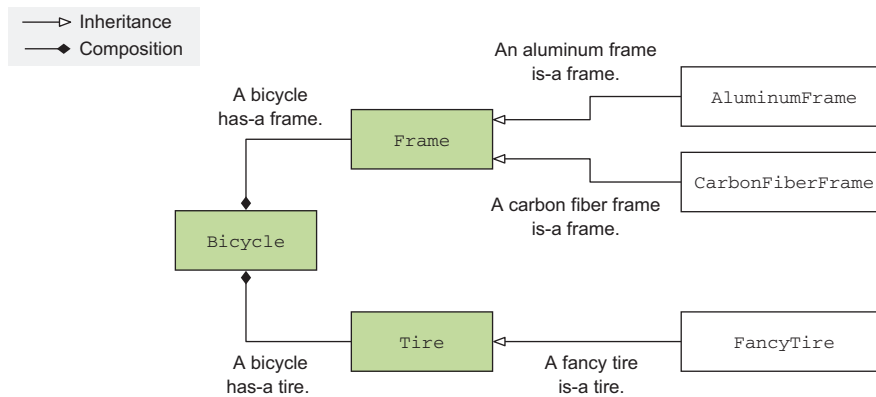 Inheritance
Composition
An aluminum frame
is-a frame.
AluminumFrame
A bicycle
has-a frame.
Frame
CarbonFiberFrame
A carbon fiber frame
is-a frame.
Bicycle
Tire
FancyTire
A bicycle
has-a tire.
A fancy tire
is-a tire.